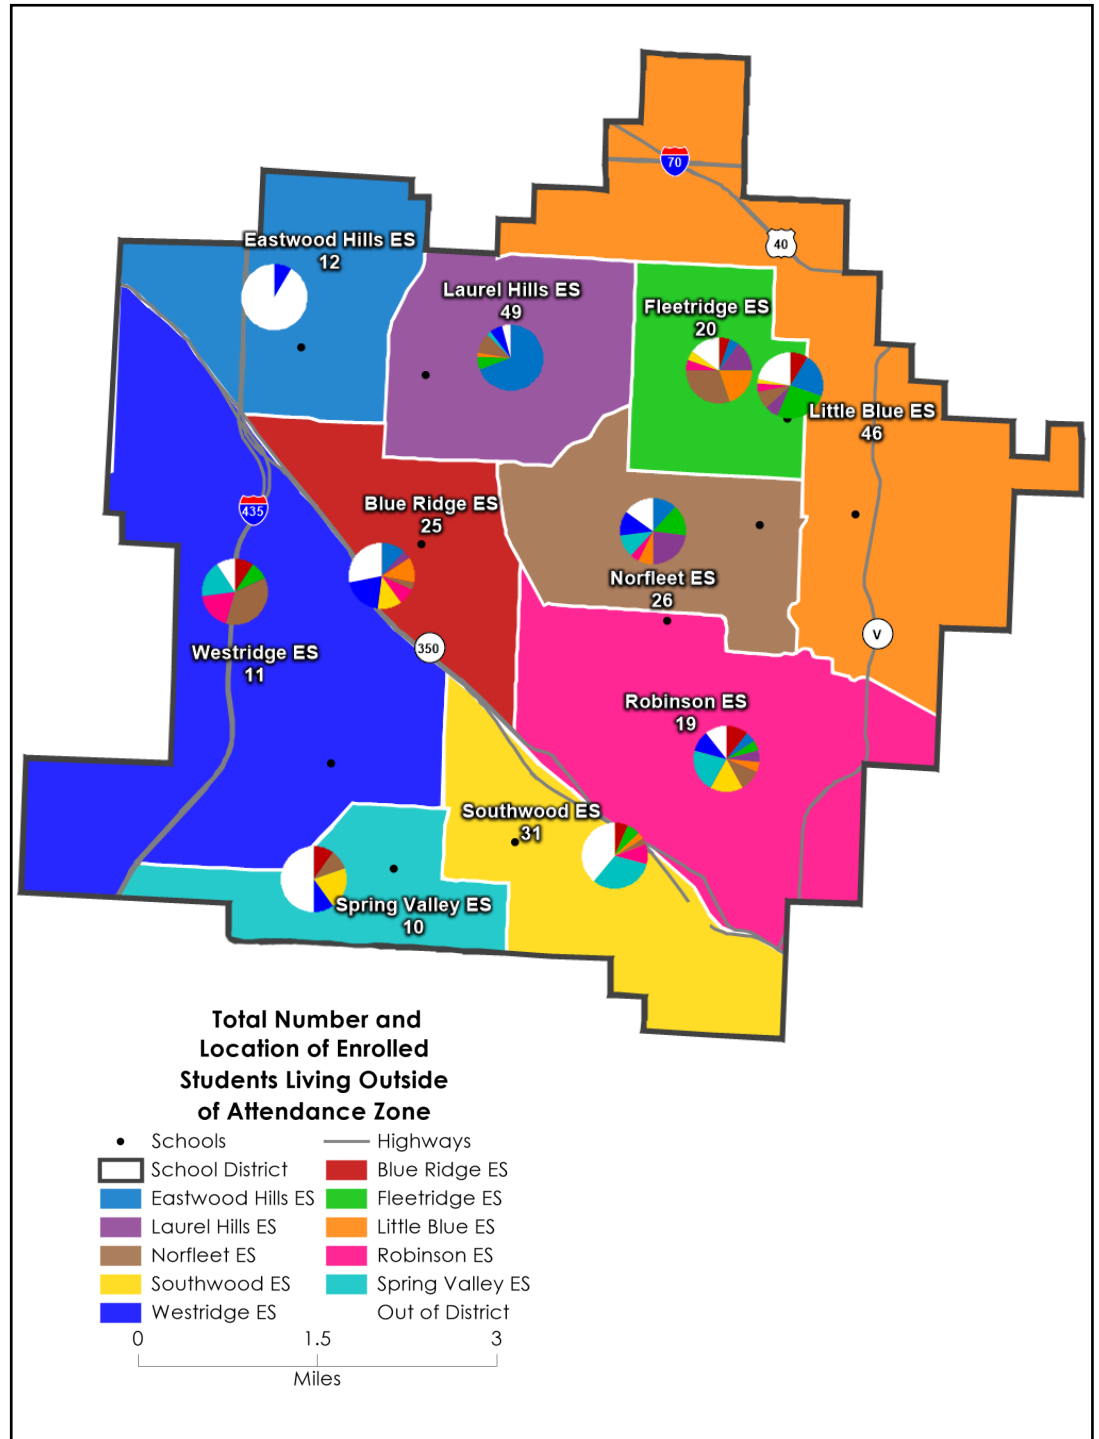 70
40
Eastwood Hills ES
12
Laurel Hills ES
49
Fleetridge ES
20
Little Blue ES
46
Blue Ridge ES
25
435
Norfleet ES
26
V
350
Westridge ES
11
Robinson ES
19
Southwood ES
31
Spring Valley ES
10
Total Number and
Location of Enrolled
Students Living Outside
of Attendance Zone
Schools
Highways
School District
Blue Ridge ES
Eastwood Hills ES
Fleetridge ES
Laurel Hills ES
Little Blue ES
Norfleet ES
Robinson ES
Southwood ES
Spring Valley ES
Westridge ES
Out of District
0 1.5 3
Miles